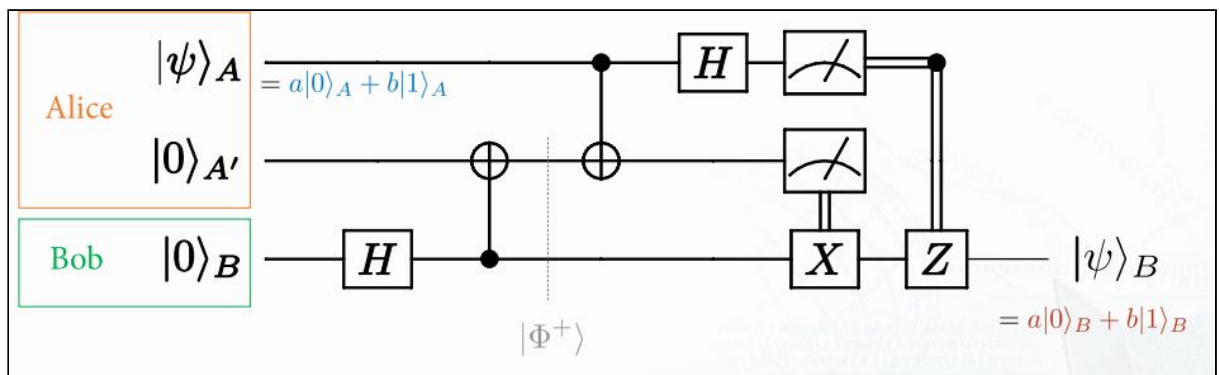 Alice
|ψ⟩_A
= a|0⟩_A + b|1⟩_A
H
|0⟩_A'
Bob
|0⟩_B
H
X
Z
|ψ⟩_B
= a|0⟩_B + b|1⟩_B
|Φ⁺⟩